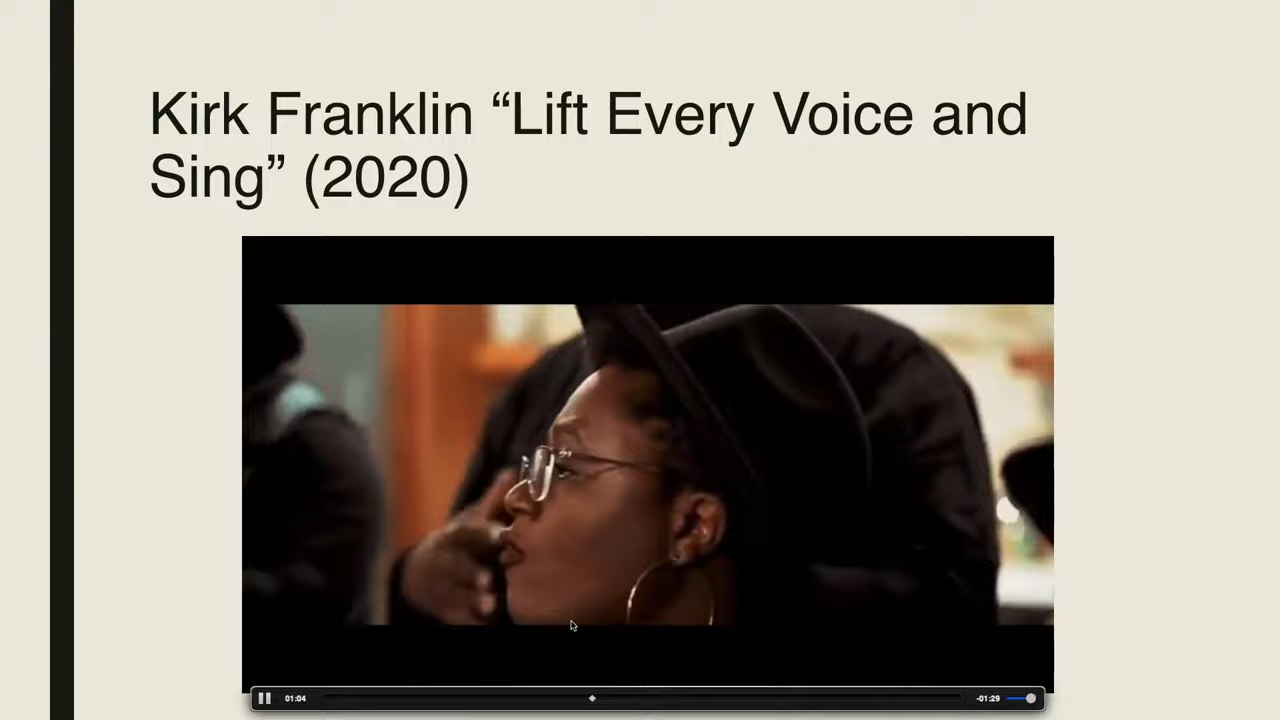 Kirk Franklin “Lift Every Voice and
Sing” (2020)
01:04
-01:29